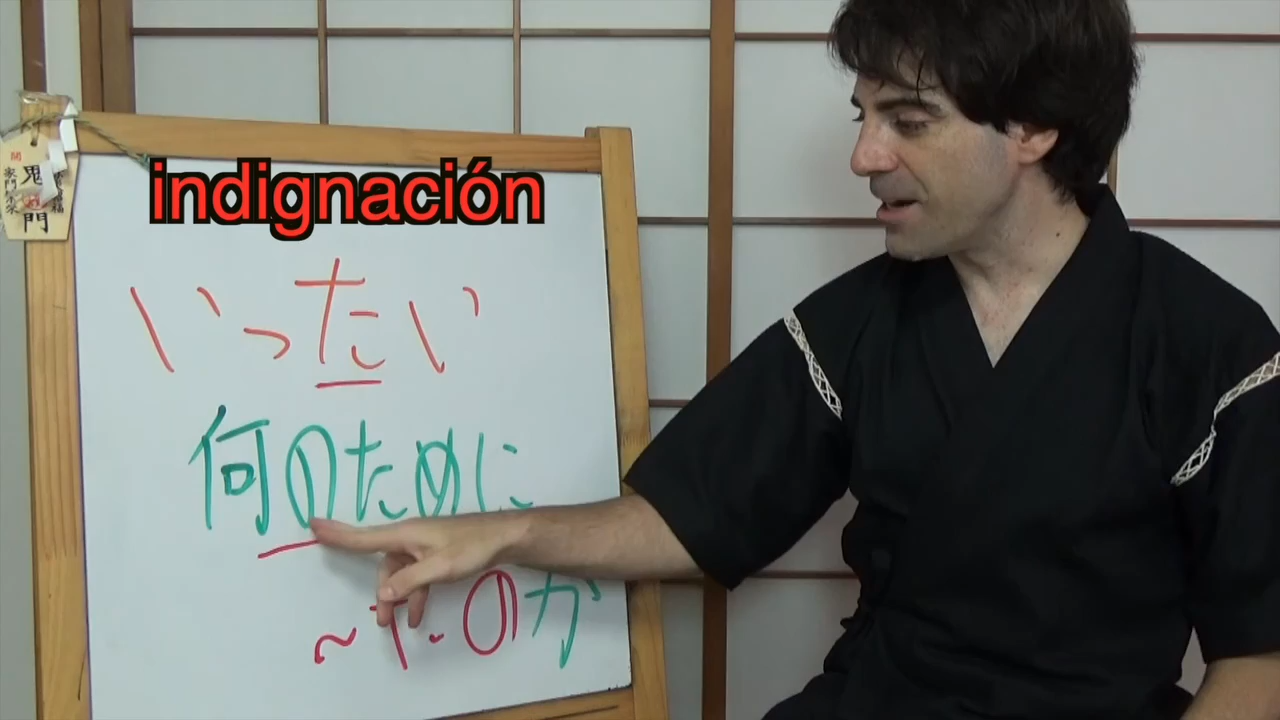 鬼門
indignación
いったい
何のために
~たのか